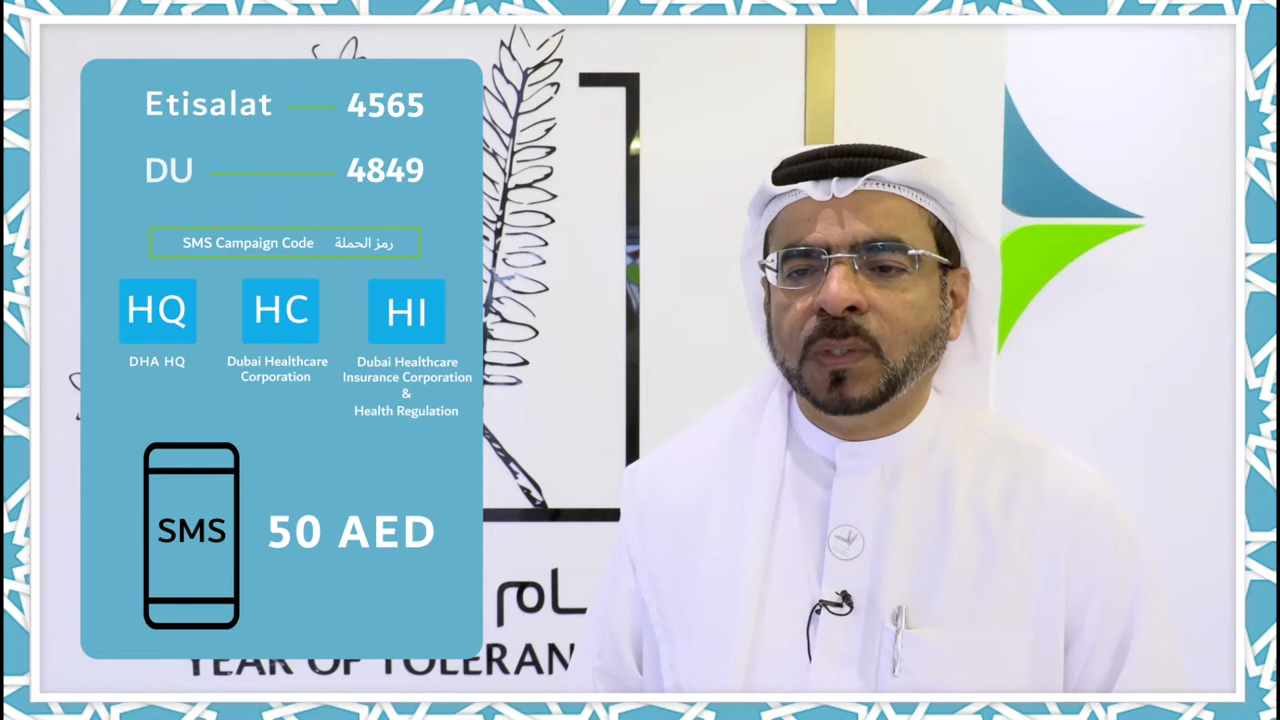 Etisalat 4565
DU 4849
SMS Campaign Code رمز الحملة
HQ
DHA HQ
HC
Dubai Healthcare
Corporation
HI
Dubai Healthcare
Insurance Corporation
&
Health Regulation
SMS
50 AED
YEAR OF TOLERAN